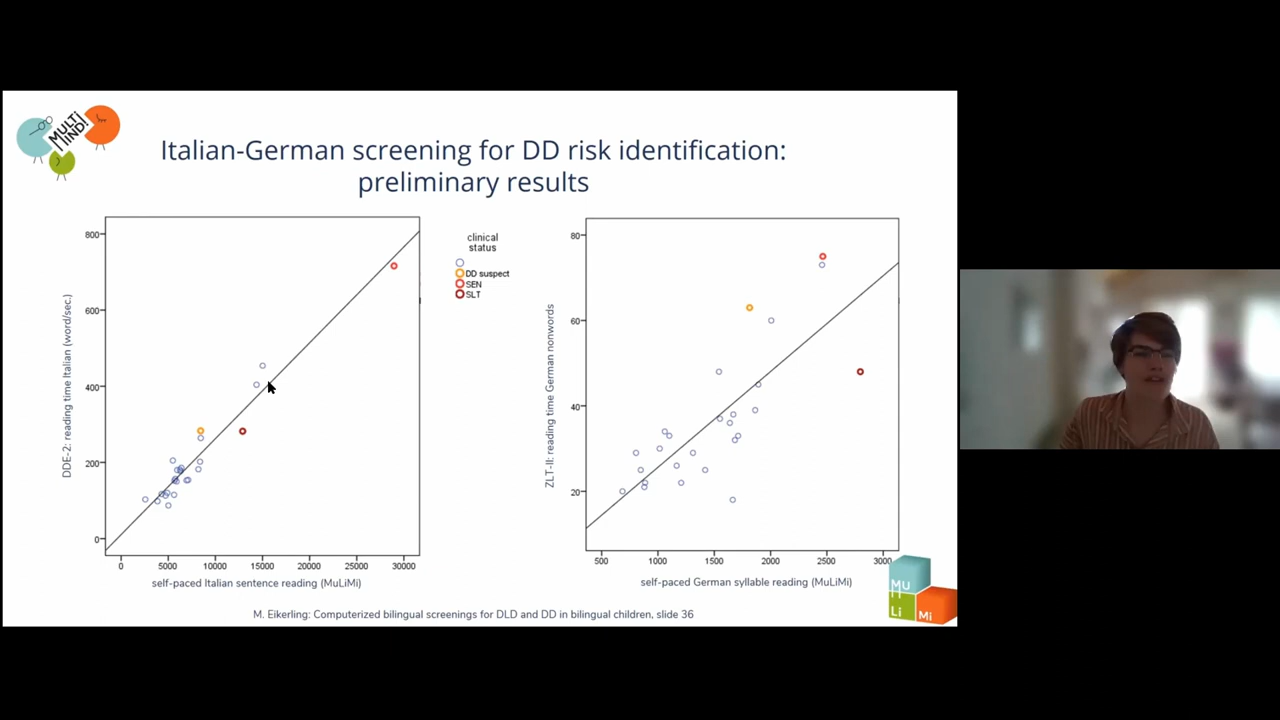 MULTI
MIND!
Italian-German screening for DD risk identification:
preliminary results
800
600
400
200
0
DDE-2: reading time Italian (word/sec.)
0 5000 10000 15000 20000 25000 30000
self-paced Italian sentence reading (MuLiMi)
clinical
status
DD suspect
SEN
SLT
80
60
40
20
ZLT-II: reading time German nonwords
500 1000 1500 2000 2500 3000
self-paced German syllable reading (MuLiMi)
M. Eikerling: Computerized bilingual screenings for DLD and DD in bilingual children, slide 36
MU
Li Mi